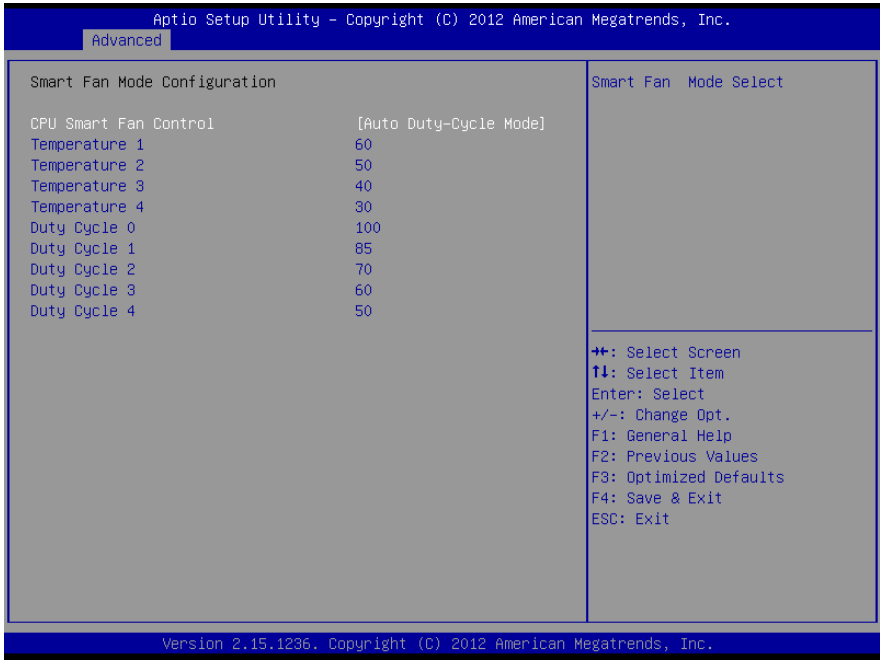 Aptio Setup Utility – Copyright (C) 2012 American Megatrends, Inc.
Advanced
Smart Fan Mode Configuration
CPU Smart Fan Control [Auto Duty-Cycle Mode]
Temperature 1 60
Temperature 2 50
Temperature 3 40
Temperature 4 30
Duty Cycle 0 100
Duty Cycle 1 85
Duty Cycle 2 70
Duty Cycle 3 60
Duty Cycle 4 50
Smart Fan  Mode Select
→←: Select Screen
↑↓: Select Item
Enter: Select
+/-: Change Opt.
F1: General Help
F2: Previous Values
F3: Optimized Defaults
F4: Save & Exit
ESC: Exit
Version 2.15.1236. Copyright (C) 2012 American Megatrends, Inc.